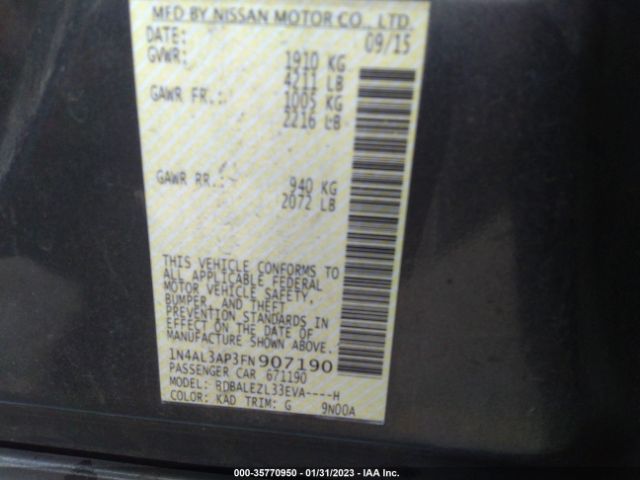 MFD BY NISSAN MOTOR CO., LTD.
DATE: 09/15
GVWR: 1910 KG
4211 LB
GAWR FR.: 1005 KG
2216 LB
GAWR RR.: 940 KG
2072 LB
THIS VEHICLE CONFORMS TO
ALL APPLICABLE FEDERAL
MOTOR VEHICLE SAFETY,
BUMPER, AND THEFT
PREVENTION STANDARDS IN
EFFECT ON THE DATE OF
MANUFACTURE SHOWN ABOVE.
1N4AL3AP3FN907190
PASSENGER CAR 671190
MODEL: BDBALEZL33EVA----H
COLOR: KAD TRIM: G 9N00A
000-35770950 - 01/31/2023 - IAA Inc.